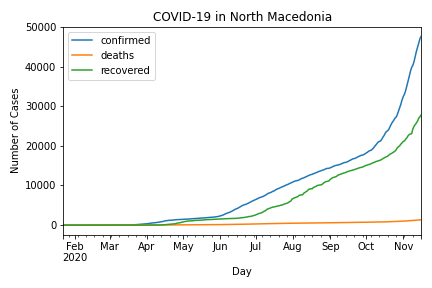 COVID-19 in North Macedonia
50000
40000
30000
20000
10000
0
Number of Cases
confirmed
deaths
recovered
Feb Mar Apr May Jun Jul Aug Sep Oct Nov
2020
Day